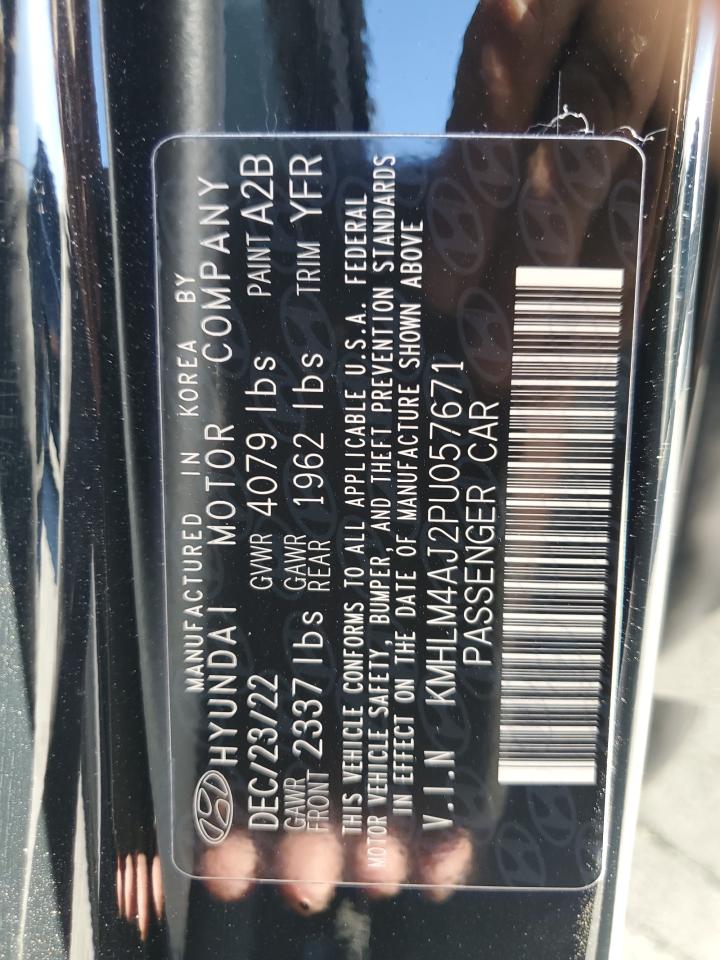 MANUFACTURED IN KOREA BY
HYUNDAI MOTOR COMPANY
DEC/23/22 GVWR 4079 lbs PAINT A2B
GAWR FRONT 2337 lbs GAWR REAR 1962 lbs TRIM YFR
THIS VEHICLE CONFORMS TO ALL APPLICABLE U.S.A. FEDERAL
MOTOR VEHICLE SAFETY, BUMPER, AND THEFT PREVENTION STANDARDS
IN EFFECT ON THE DATE OF MANUFACTURE SHOWN ABOVE
V.I.N KMHLM4AJ2PU057671
PASSENGER CAR